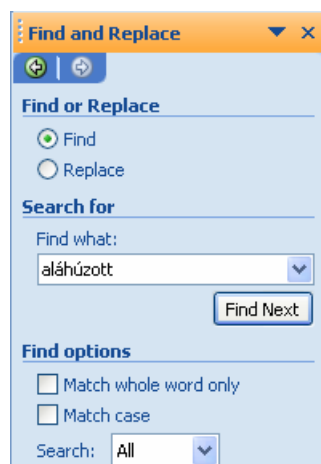 Find and Replace
Find or Replace
Find
Replace
Search for
Find what:
aláhúzott
Find Next
Find options
Match whole word only
Match case
Search: All